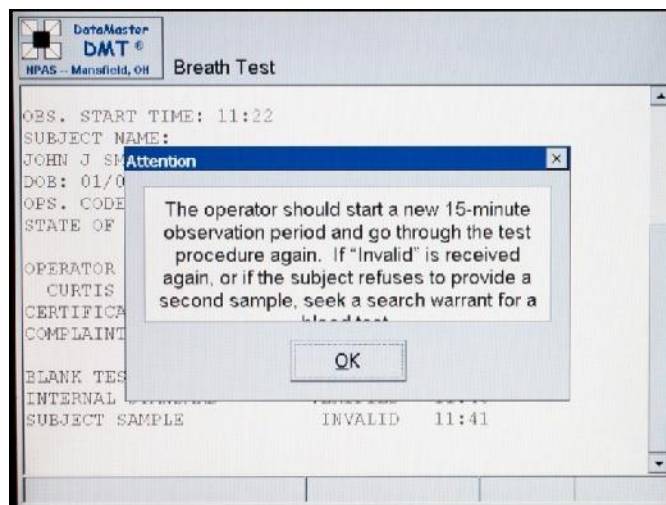 DataMaster
DMT ®
NPAS -- Mansfield, OH
Breath Test
OBS. START TIME: 11:22
SUBJECT NAME:
JOHN J SM
DOB: 01/0
OPS. CODE
STATE OF
OPERATOR
CURTIS
CERTIFICA
COMPLAINT
BLANK TES
INTERNAL
SUBJECT SAMPLE INVALID 11:41
Attention
The operator should start a new 15-minute
observation period and go through the test
procedure again. If "Invalid" is received
again, or if the subject refuses to provide a
second sample, seek a search warrant for a
OK